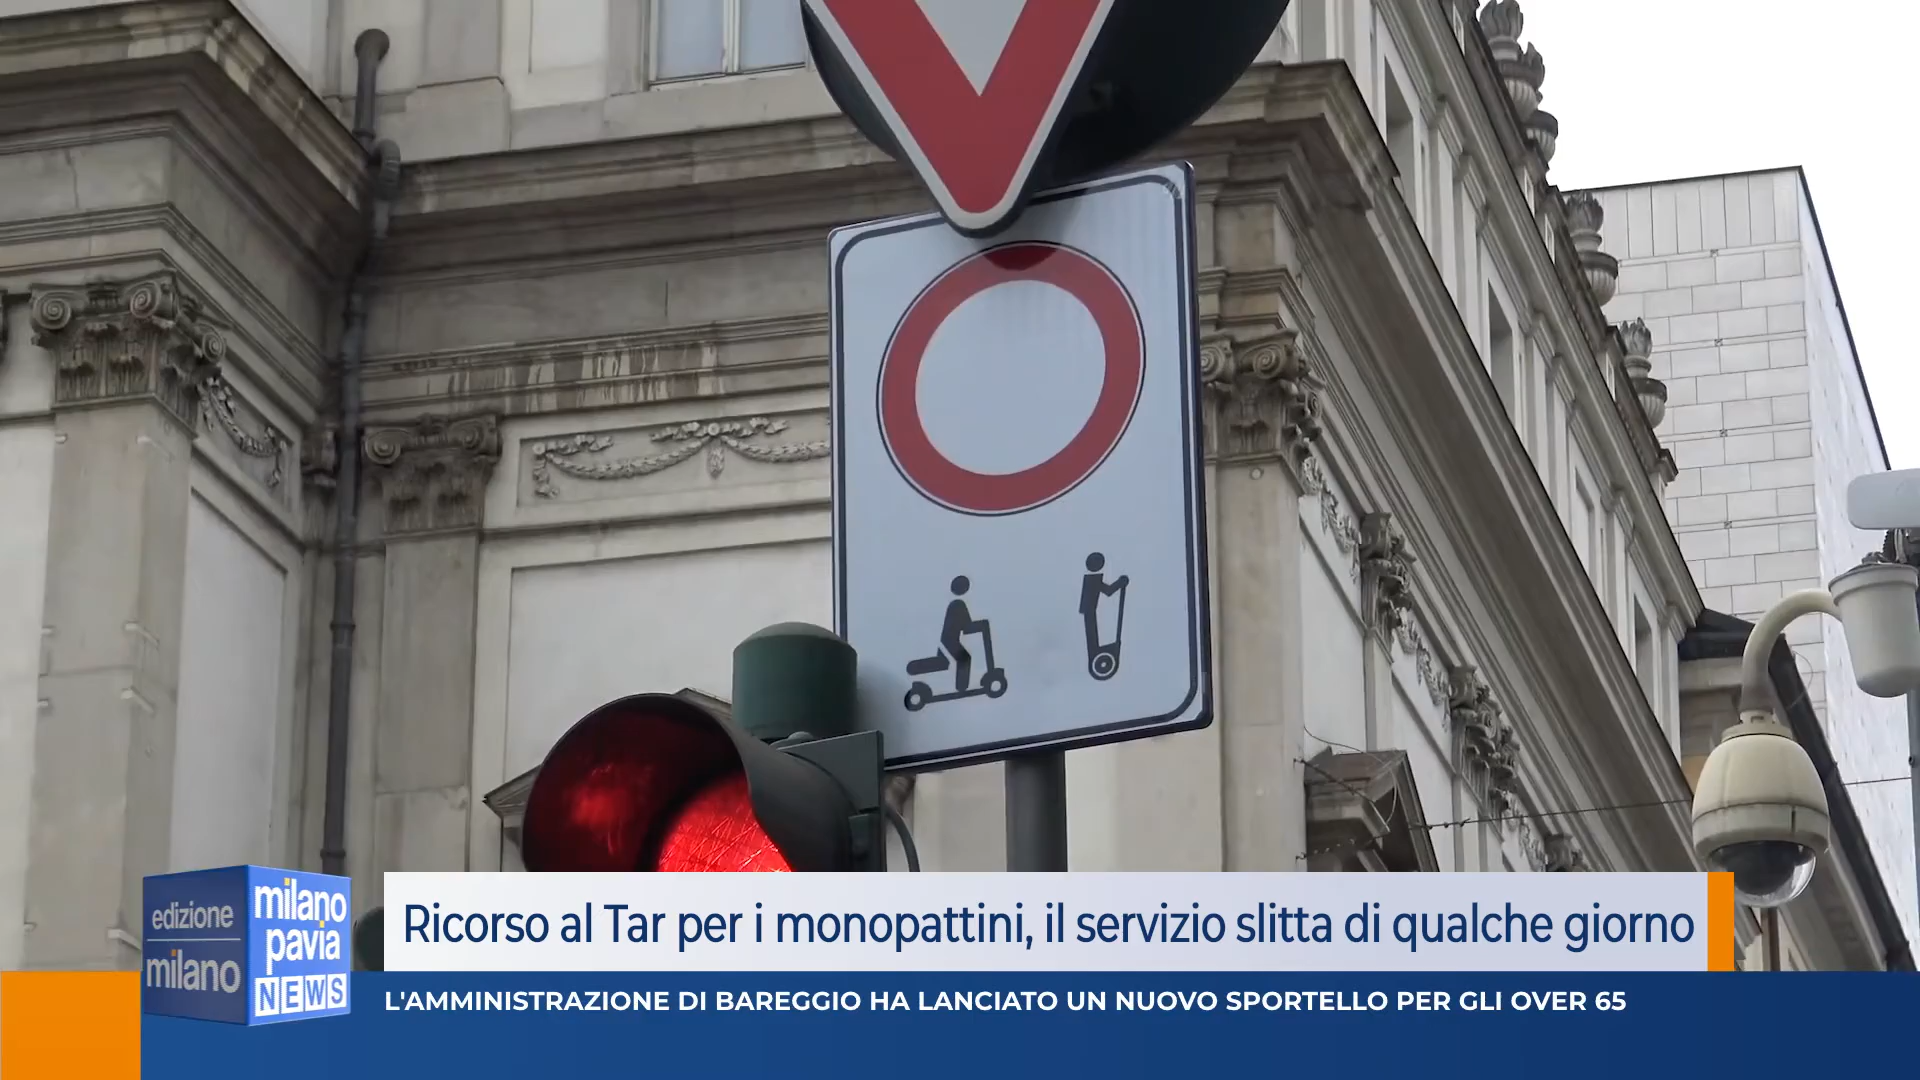 edizione
milano
milano
pavia
NEWS
Ricorso al Tar per i monopattini, il servizio slitta di qualche giorno
L'AMMINISTRAZIONE DI BAREGGIO HA LANCIATO UN NUOVO SPORTELLO PER GLI OVER 65